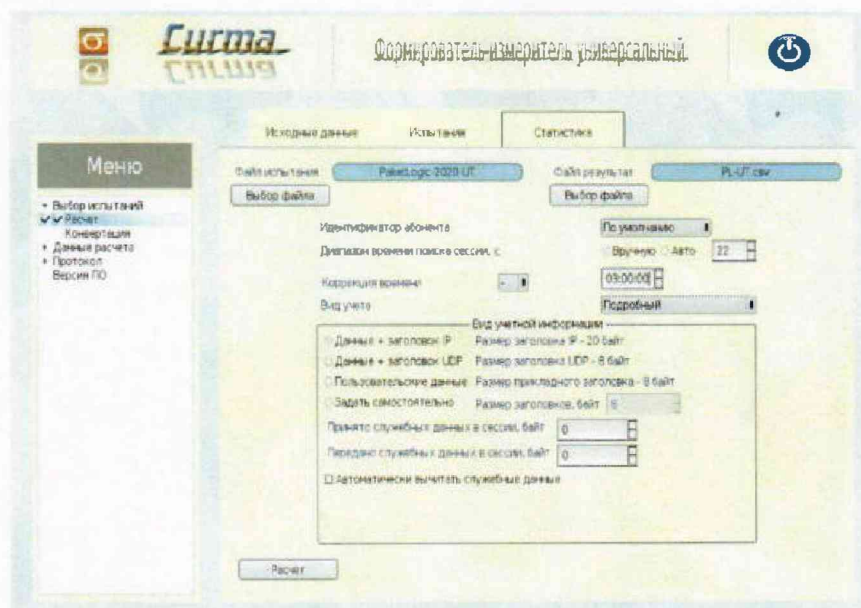 σ Сигма
Формирователь-измеритель универсальный
Исходные данные Испытания Статистика
Меню
Выбор испытаний
Расчет
Конвертация
Данные расчета
Протокол
Версия ПО
Файл испытания PaketLogic-2020-UT Файл результат PL-UT.csv
Выбор файла Выбор файла
Идентификатор абонента По умолчанию
Диапазон времени поиска сессии, с Вручную Авто 22
Коррекция времени - 03:00:00
Вид учета Подробный
Вид учетной информации
Данные + заголовок IP Размер заголовка IP - 20 байт
Данные + заголовок UDP Размер заголовка UDP - 8 байт
Пользовательские данные Размер прикладного заголовка - 8 байт
Задать самостоятельно Размер заголовков, байт
Принято служебных данных в сессии, байт 0
Передано служебных данных в сессии, байт 0
Автоматически вычитать служебные данные
Расчет